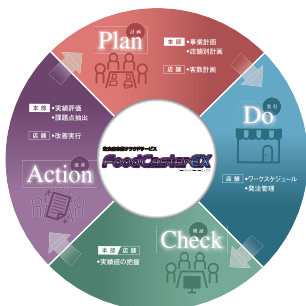 Plan
計画
本部 •事業計画
•店舗別計画
店舗 •客数計画
Do
実行
店舗 •ワークスケジュール
•発注管理
Check
検証
本部/店舗
•実績値の把握
Action
改善
本部 •実績評価
•課題点抽出
店舗 •改善実行
FoodCasterEX